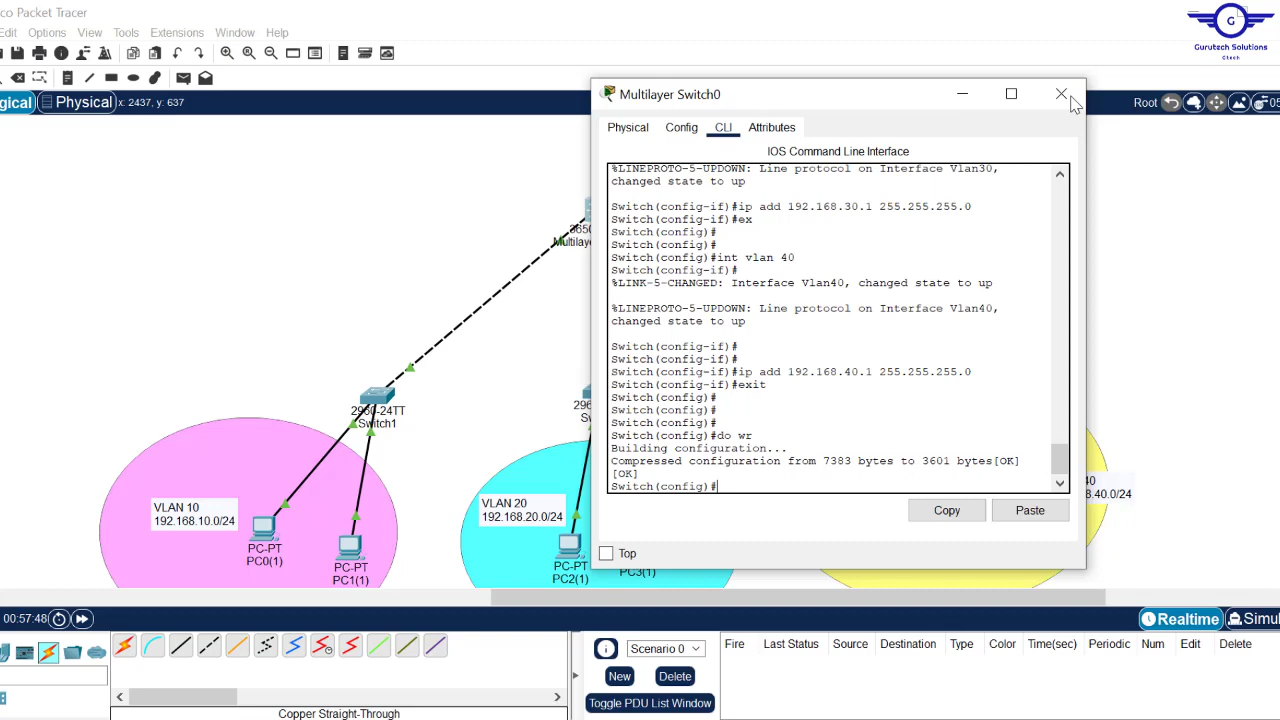 co Packet Tracer
Edit Options View Tools Extensions Window Help
G
Gurutech Solutions
Gtech
gical Physical x: 2437, y: 637
Root
Multilayer Switch0
Physical Config CLI Attributes
IOS Command Line Interface
%LINEPROTO-5-UPDOWN: Line protocol on Interface Vlan30,
changed state to up
Switch(config-if)#ip add 192.168.30.1 255.255.255.0
Switch(config-if)#ex
Switch(config)#
Switch(config)#
Switch(config)#int vlan 40
Switch(config-if)#
%LINK-5-CHANGED: Interface Vlan40, changed state to up
%LINEPROTO-5-UPDOWN: Line protocol on Interface Vlan40,
changed state to up
Switch(config-if)#
Switch(config-if)#
Switch(config-if)#ip add 192.168.40.1 255.255.255.0
Switch(config-if)#exit
Switch(config)#
Switch(config)#
Switch(config)#
Switch(config)#do wr
Building configuration...
Compressed configuration from 7383 bytes to 3601 bytes[OK]
[OK]
Switch(config)#
Copy Paste
Top
Multilay
2960-24TT
Switch1
296
VLAN 10
192.168.10.0/24
VLAN 20
192.168.20.0/24
40
.40.0/24
PC-PT
PC0(1)
PC-PT
PC1(1)
PC-PT
PC2(1)
PC3(1)
00:57:48
Realtime
Simul
Scenario 0
New Delete
Toggle PDU List Window
Fire Last Status Source Destination Type Color Time(sec) Periodic Num Edit Delete
Copper Straight-Through